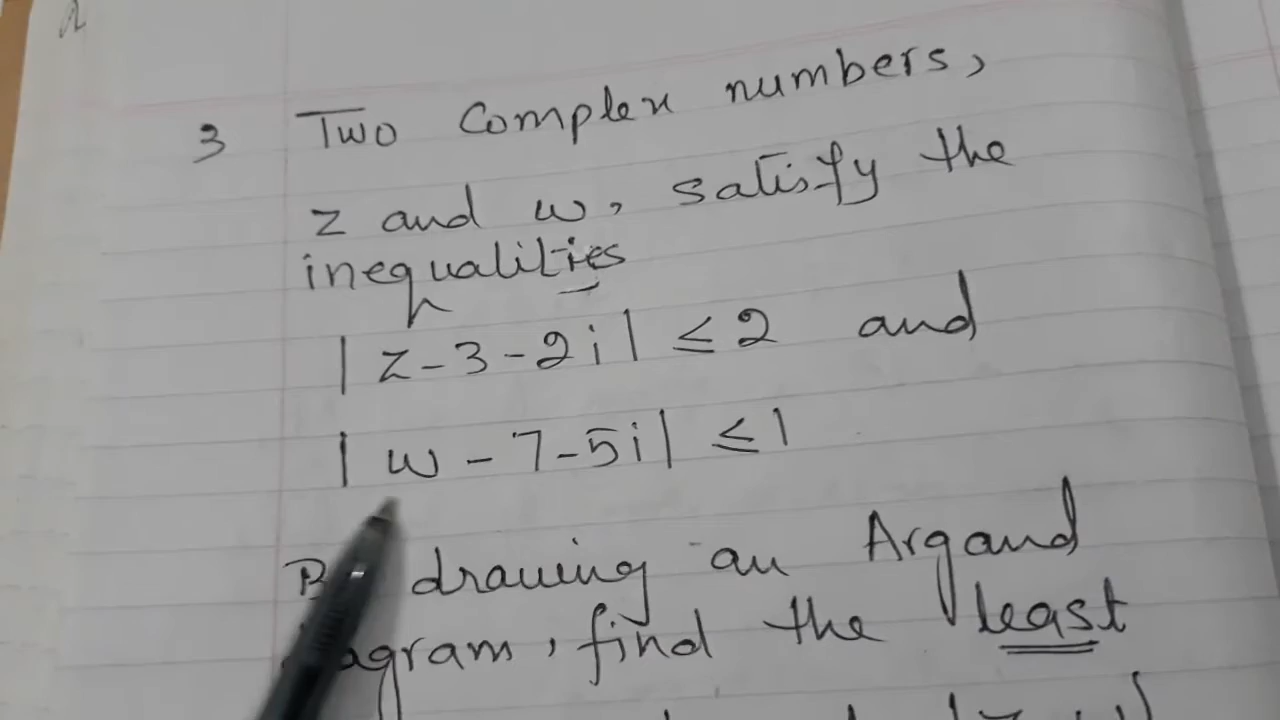 3 Two Complex numbers,
z and w, satisfy the
inequalities
|z-3-2i| ≤ 2 and
|w-7-5i| ≤ 1
drawing an Argand
, find the least